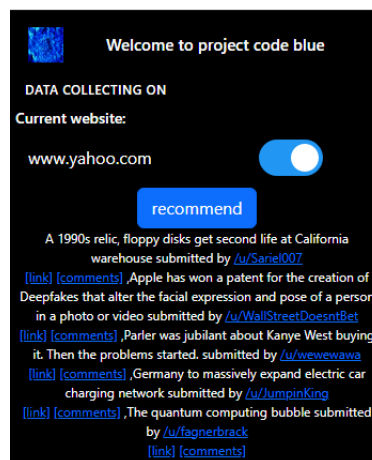 Welcome to project code blue
DATA COLLECTING ON
Current website:
www.yahoo.com
recommend
A 1990s relic, floppy disks get second life at California
warehouse submitted by /u/Sariel007
[link] [comments] ,Apple has won a patent for the creation of
Deepfakes that alter the facial expression and pose of a person
in a photo or video submitted by /u/WallStreetDoesntBet
[link] [comments] ,Parler was jubilant about Kanye West buying
it. Then the problems started. submitted by /u/wewewawa
[link] [comments] ,Germany to massively expand electric car
charging network submitted by /u/JumpinKing
[link] [comments] ,The quantum computing bubble submitted
by /u/fagnerbrack
[link] [comments]